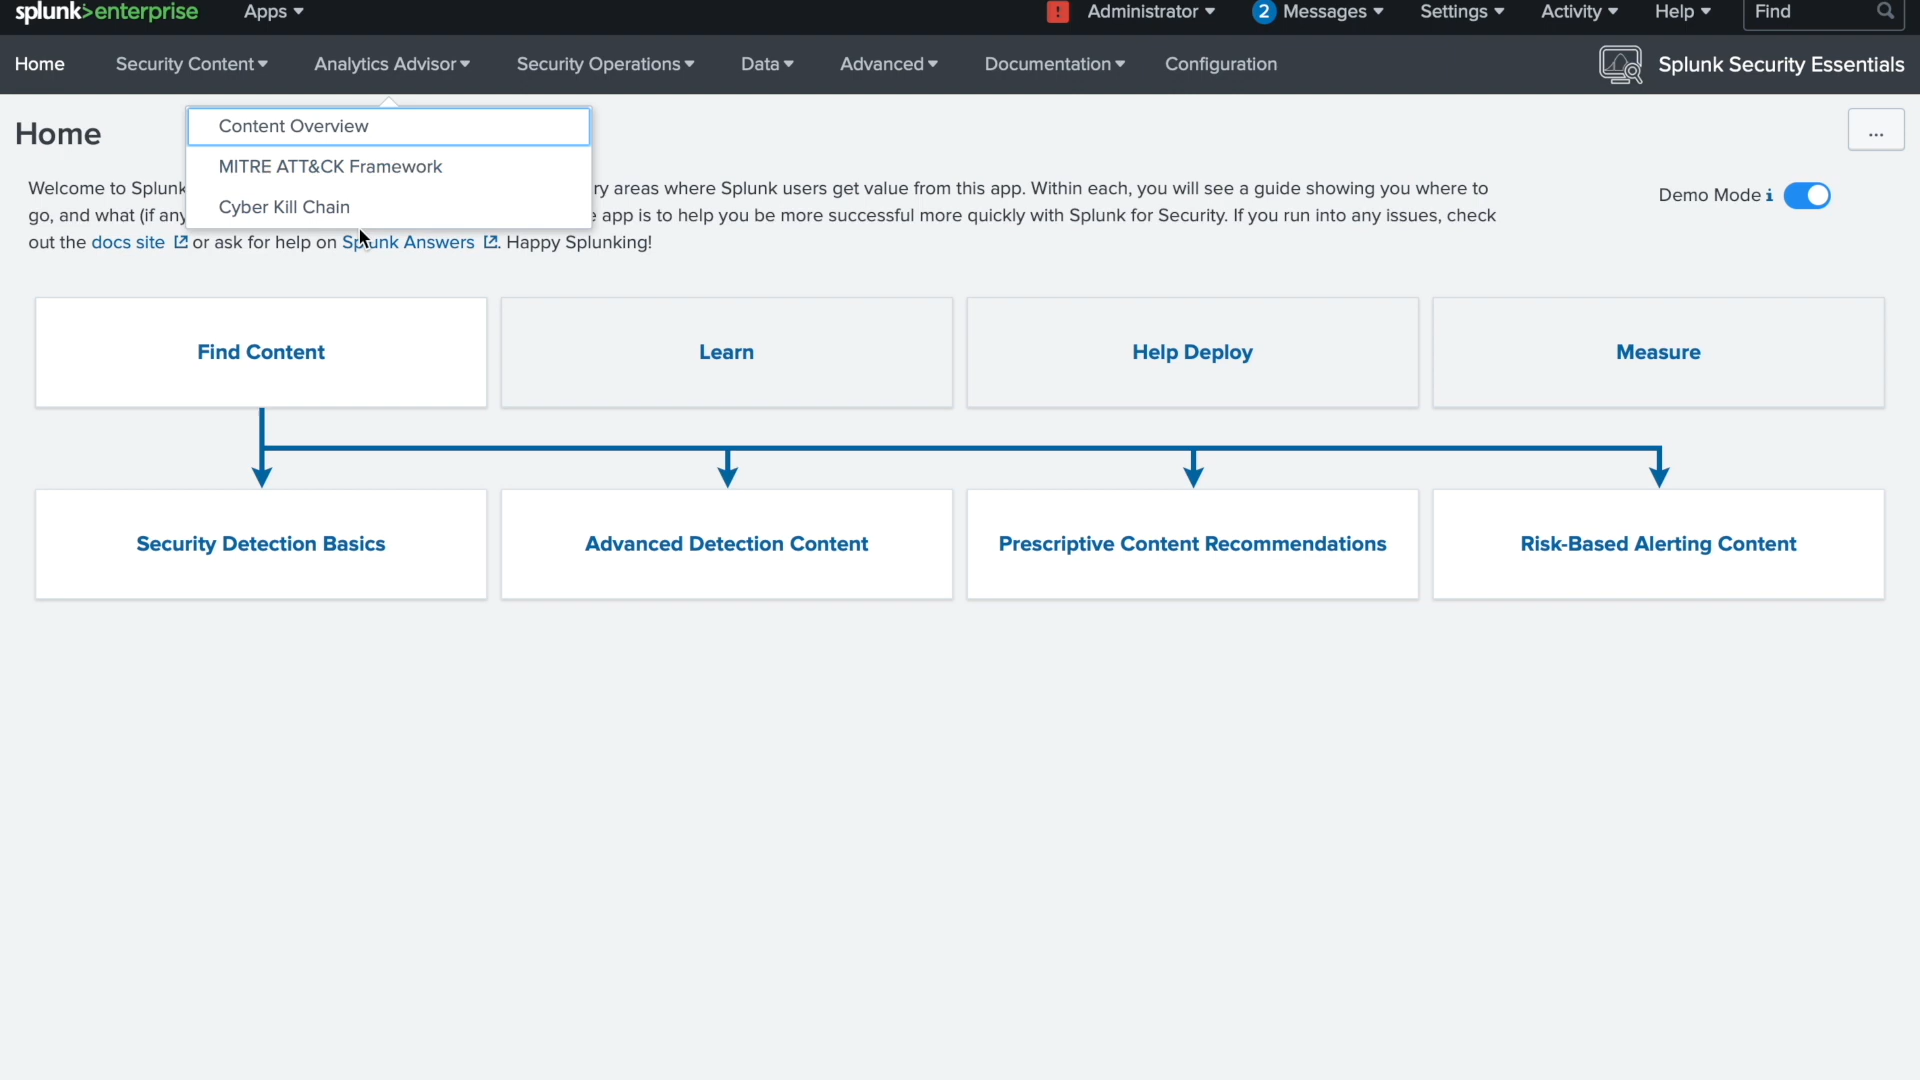 splunk>enterprise Apps ! Administrator 2 Messages Settings Activity Help Find
Home Security Content Analytics Advisor Security Operations Data Advanced Documentation Configuration Splunk Security Essentials
Content Overview
MITRE ATT&CK Framework
Cyber Kill Chain
Home
...
Welcome to Splunk ry areas where Splunk users get value from this app. Within each, you will see a guide showing you where to
go, and what (if any app is to help you be more successful more quickly with Splunk for Security. If you run into any issues, check
out the docs site or ask for help on Splunk Answers . Happy Splunking!
Demo Mode i
Find Content
Learn
Help Deploy
Measure
Security Detection Basics
Advanced Detection Content
Prescriptive Content Recommendations
Risk-Based Alerting Content